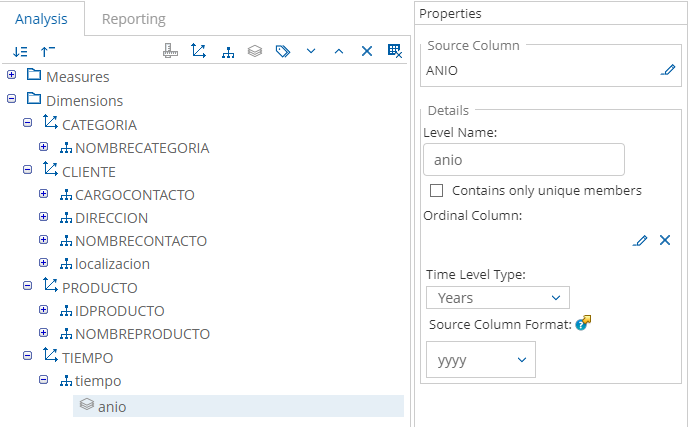 Analysis
Reporting
Measures
Dimensions
CATEGORIA
NOMBRECATEGORIA
CLIENTE
CARGOCONTACTO
DIRECCION
NOMBRECONTACTO
localizacion
PRODUCTO
IDPRODUCTO
NOMBREPRODUCTO
TIEMPO
tiempo
anio
Properties
Source Column
ANIO
Details
Level Name:
anio
Contains only unique members
Ordinal Column:
Time Level Type:
Years
Source Column Format:
yyyy